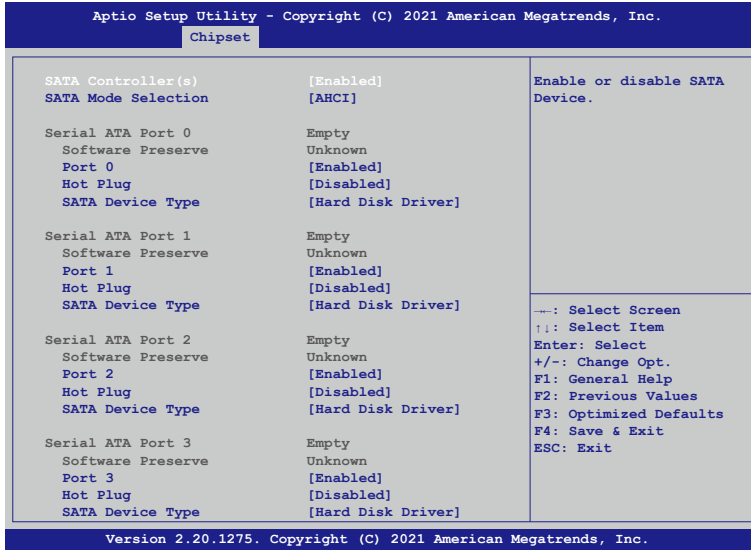 Aptio Setup Utility - Copyright (C) 2021 American Megatrends, Inc.
Chipset
SATA Controller(s) [Enabled]
SATA Mode Selection [AHCI]
Serial ATA Port 0 Empty
Software Preserve Unknown
Port 0 [Enabled]
Hot Plug [Disabled]
SATA Device Type [Hard Disk Driver]
Serial ATA Port 1 Empty
Software Preserve Unknown
Port 1 [Enabled]
Hot Plug [Disabled]
SATA Device Type [Hard Disk Driver]
Serial ATA Port 2 Empty
Software Preserve Unknown
Port 2 [Enabled]
Hot Plug [Disabled]
SATA Device Type [Hard Disk Driver]
Serial ATA Port 3 Empty
Software Preserve Unknown
Port 3 [Enabled]
Hot Plug [Disabled]
SATA Device Type [Hard Disk Driver]
Enable or disable SATA
Device.
→←: Select Screen
↑↓: Select Item
Enter: Select
+/-: Change Opt.
F1: General Help
F2: Previous Values
F3: Optimized Defaults
F4: Save & Exit
ESC: Exit
Version 2.20.1275. Copyright (C) 2021 American Megatrends, Inc.